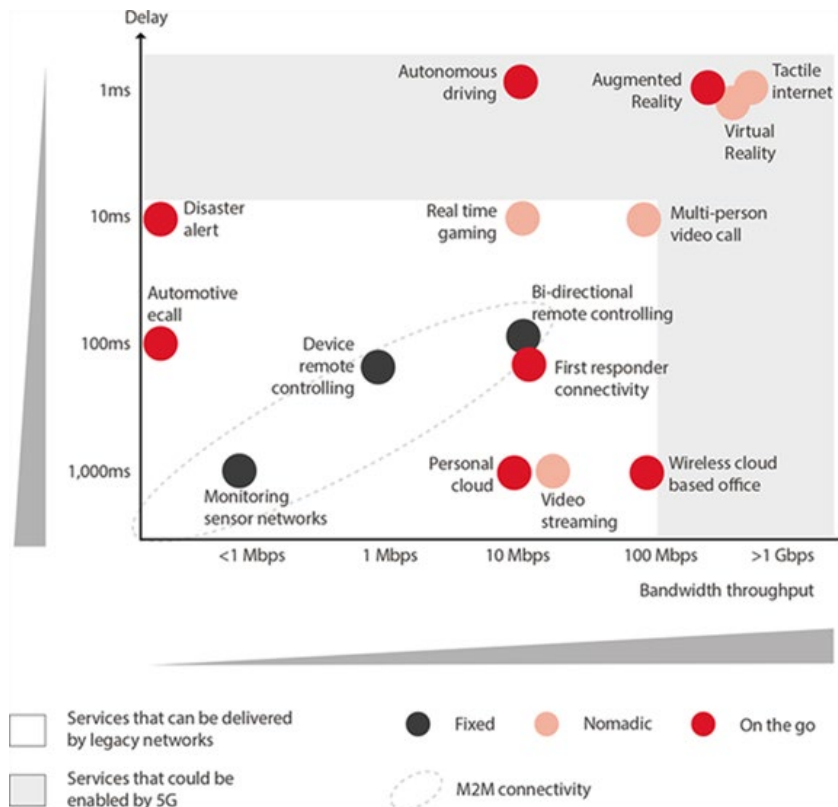 Delay
1ms
Autonomous
driving
Augmented
Reality
Tactile
internet
Virtual
Reality
10ms
Disaster
alert
Real time
gaming
Multi-person
video call
Automotive
ecall
Bi-directional
remote controlling
100ms
Device
remote
controlling
First responder
connectivity
1,000ms
Monitoring
sensor networks
Personal
cloud
Video
streaming
Wireless cloud
based office
<1 Mbps
1 Mbps
10 Mbps
100 Mbps
>1 Gbps
Bandwidth throughput
Services that can be delivered
by legacy networks
Fixed
Nomadic
On the go
Services that could be
enabled by 5G
M2M connectivity